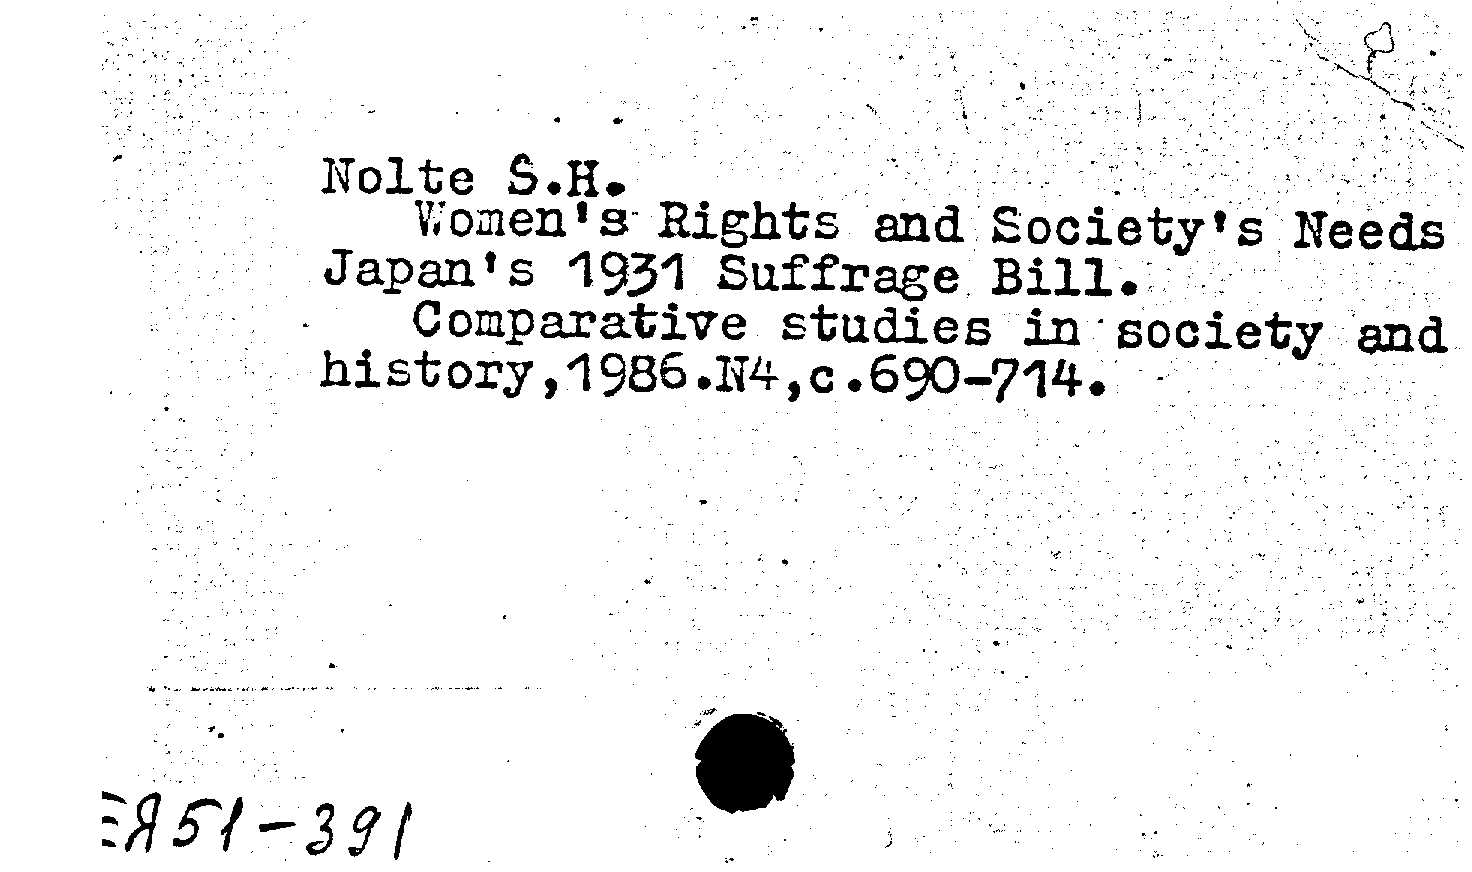 Nolte S.H.
Women's Rights and Society's Needs
Japan's 1931 Suffrage Bill.
Comparative studies in society and
history,1986.N4,c.690-714.
ЕЯ51-391